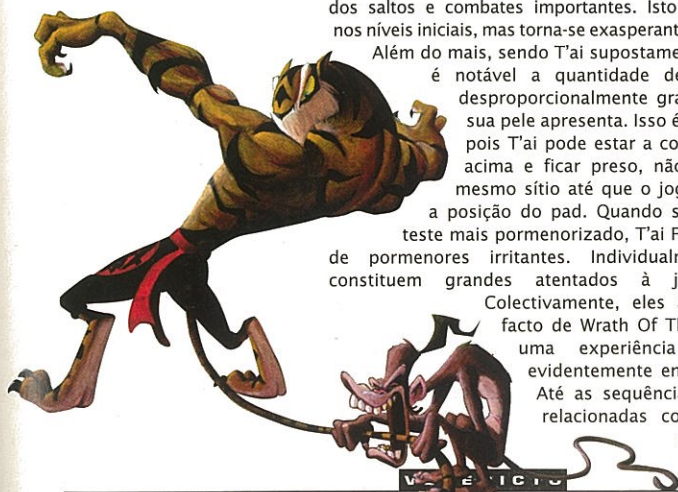 dos saltos e combates importantes. Isto
nos níveis iniciais, mas torna-se exasperant
Além do mais, sendo T'ai supostame
é notável a quantidade de
desproporcionalmente gra
sua pele apresenta. Isso é
pois T'ai pode estar a co
acima e ficar preso, não
mesmo sítio até que o jog
a posição do pad. Quando s
teste mais pormenorizado, T'ai F
de pormenores irritantes. Individualr
constituem grandes atentados à j
Colectivamente, eles
facto de Wrath Of Th
uma experiência
evidentemente en
Até as sequência
relacionadas co